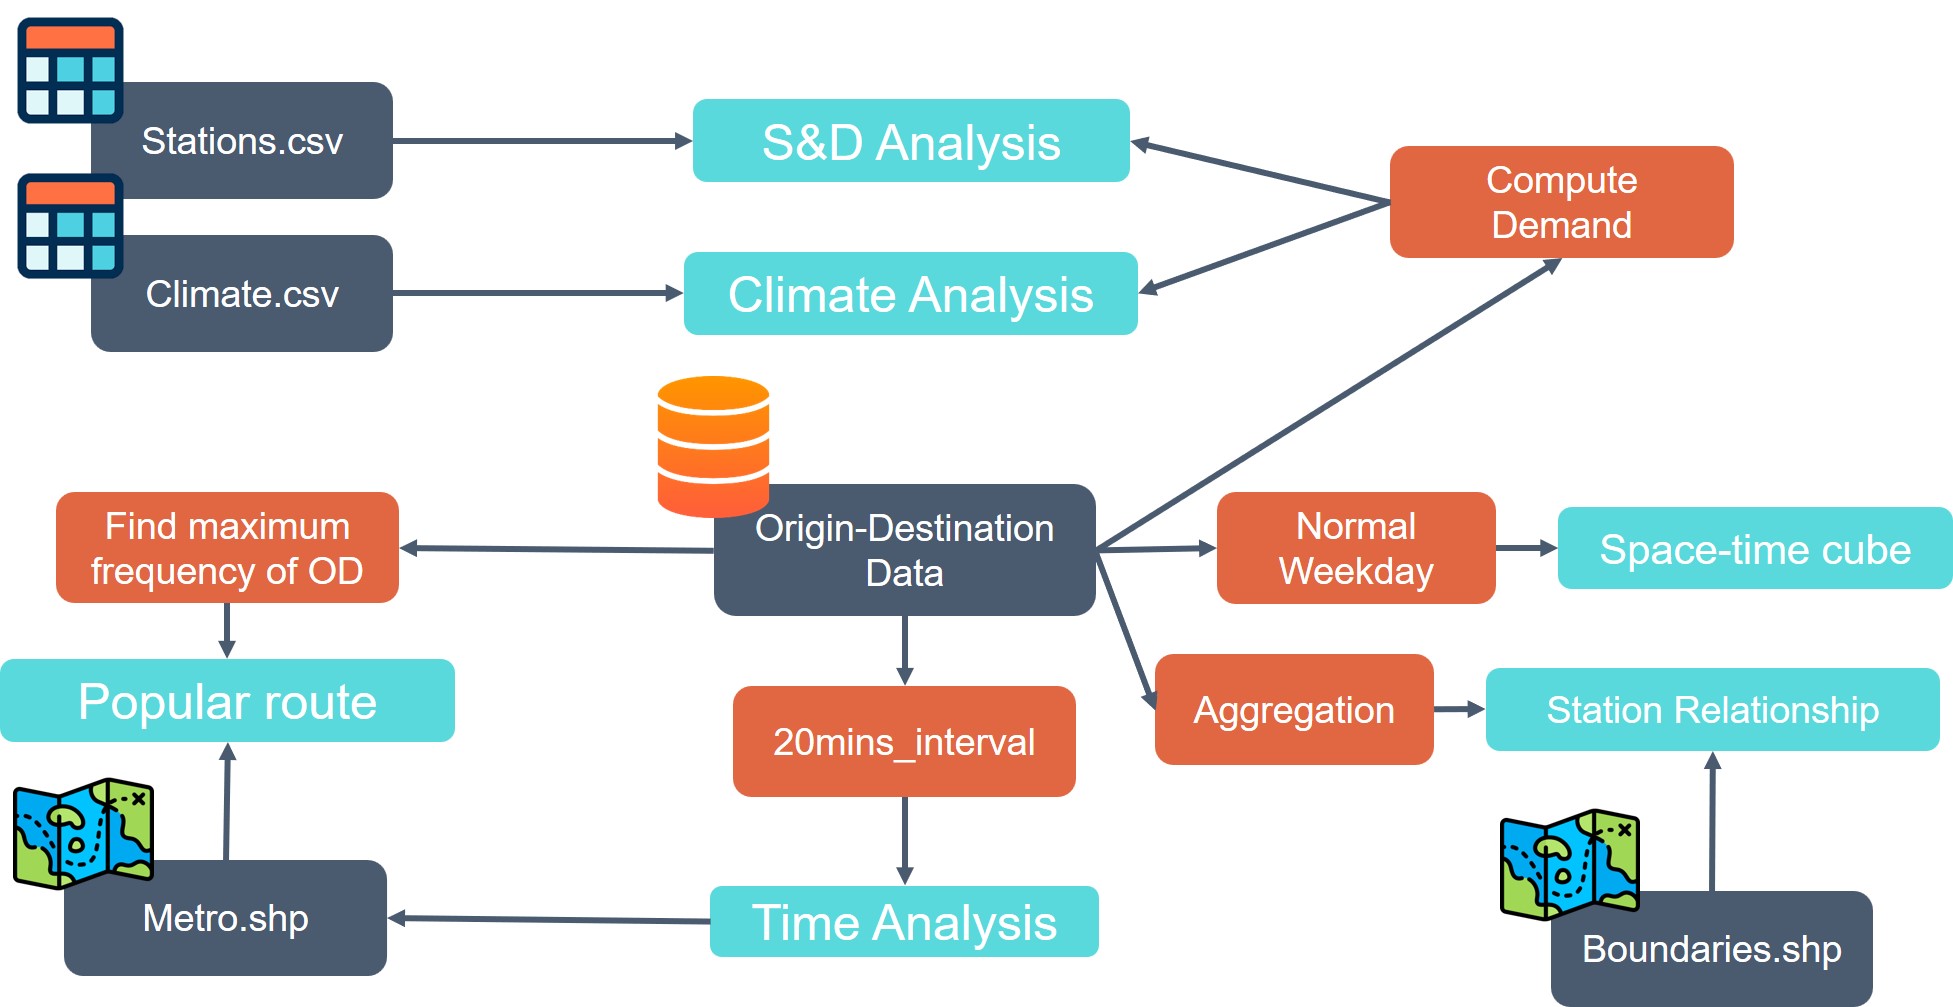 Stations.csv
S&D Analysis
Compute
Demand
Climate.csv
Climate Analysis
Origin-Destination
Data
Find maximum
frequency of OD
Normal
Weekday
Space-time cube
Popular route
20mins_interval
Aggregation
Station Relationship
Metro.shp
Time Analysis
Boundaries.shp